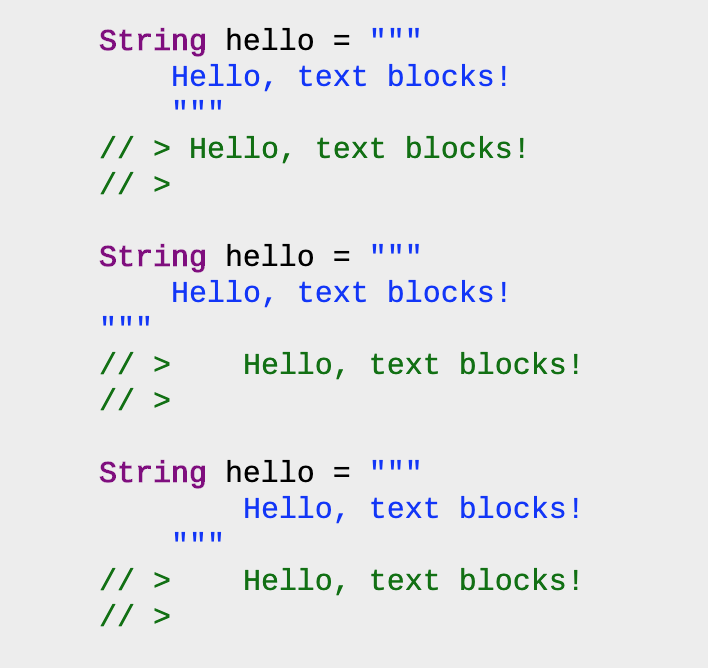 String hello = """
    Hello, text blocks!
    """
// > Hello, text blocks!
// >

String hello = """
    Hello, text blocks!
"""
// >    Hello, text blocks!
// >

String hello = """
        Hello, text blocks!
    """
// >    Hello, text blocks!
// >